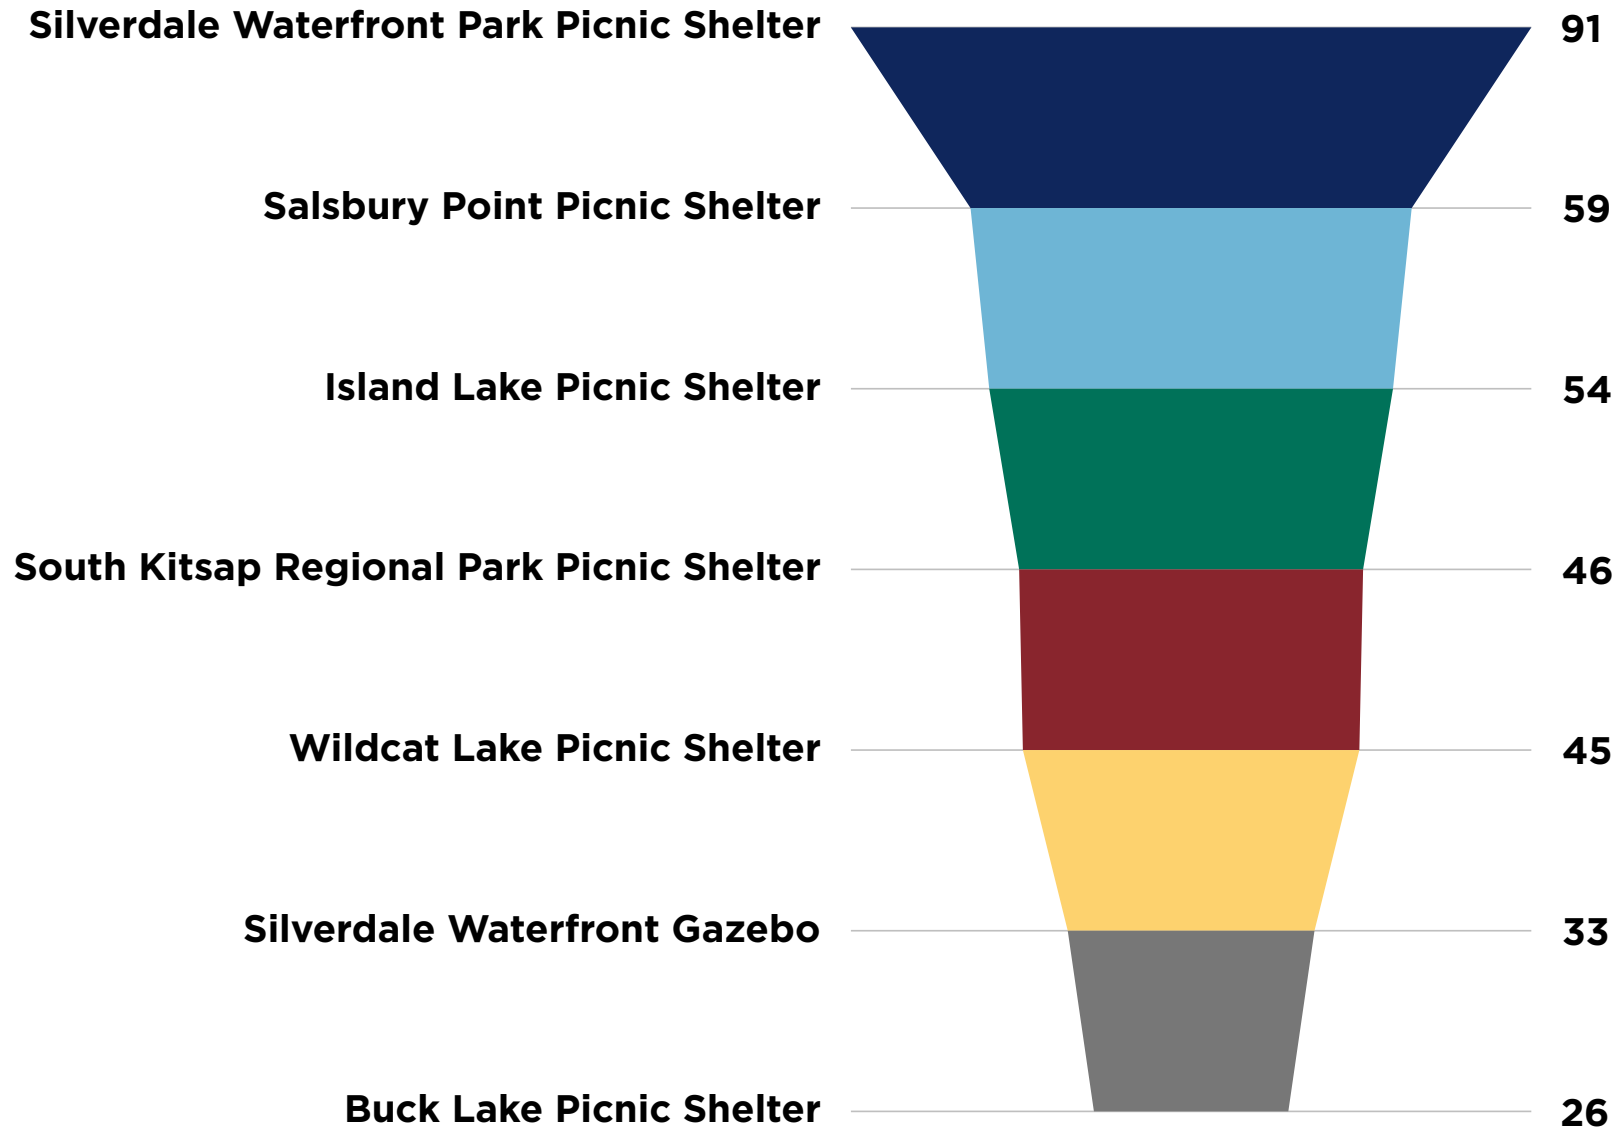 Silverdale Waterfront Park Picnic Shelter 91
Salsbury Point Picnic Shelter 59
Island Lake Picnic Shelter 54
South Kitsap Regional Park Picnic Shelter 46
Wildcat Lake Picnic Shelter 45
Silverdale Waterfront Gazebo 33
Buck Lake Picnic Shelter 26